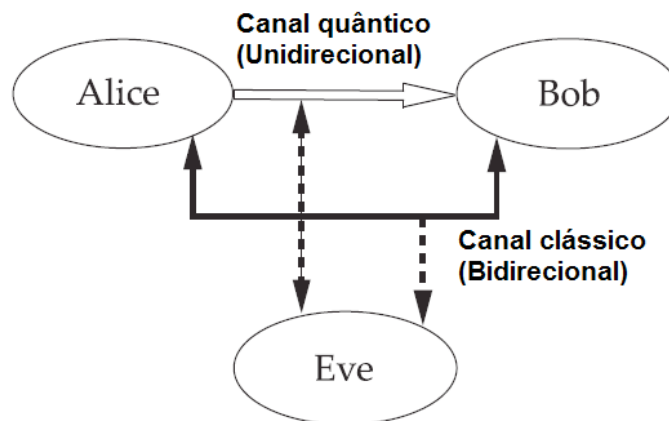 Canal quântico
(Unidirecional)
Alice
Bob
Canal clássico
(Bidirecional)
Eve